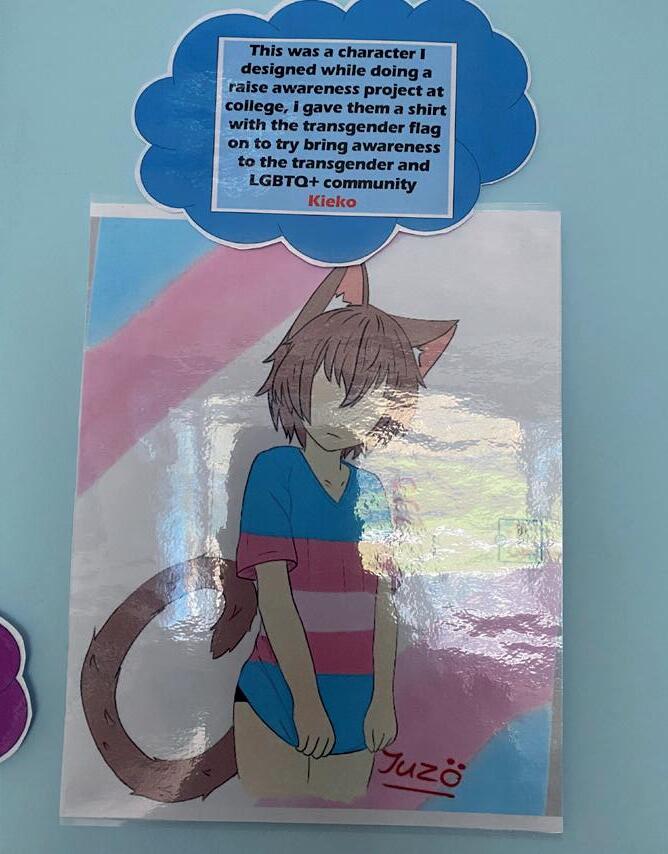 This was a character I
designed while doing a
raise awareness project at
college, I gave them a shirt
with the transgender flag
on to try bring awareness
to the transgender and
LGBTQ+ community
Kieko
Yuzö